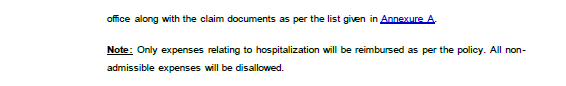 office along with the claim documents as per the list given in Annexure A.
Note: Only expenses relating to hospitalization will be reimbursed as per the policy. All non-
admissible expenses will be disallowed.